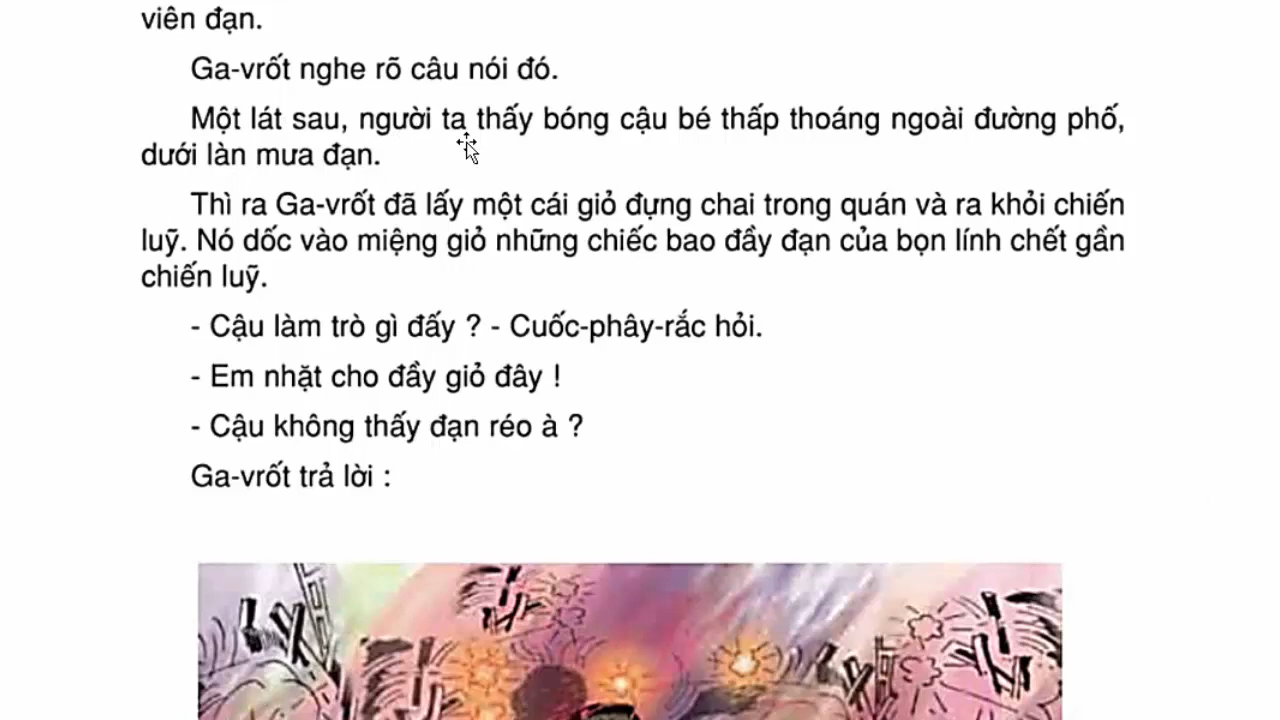 viên đạn.
Ga-vrốt nghe rõ câu nói đó.
Một lát sau, người ta thấy bóng cậu bé thấp thoáng ngoài đường phố,
dưới làn mưa đạn.
Thì ra Ga-vrốt đã lấy một cái giỏ đựng chai trong quán và ra khỏi chiến
luỹ. Nó dốc vào miệng giỏ những chiếc bao đầy đạn của bọn lính chết gần
chiến luỹ.
- Cậu làm trò gì đấy ? - Cuốc-phây-rắc hỏi.
- Em nhặt cho đầy giỏ đây !
- Cậu không thấy đạn réo à ?
Ga-vrốt trả lời :